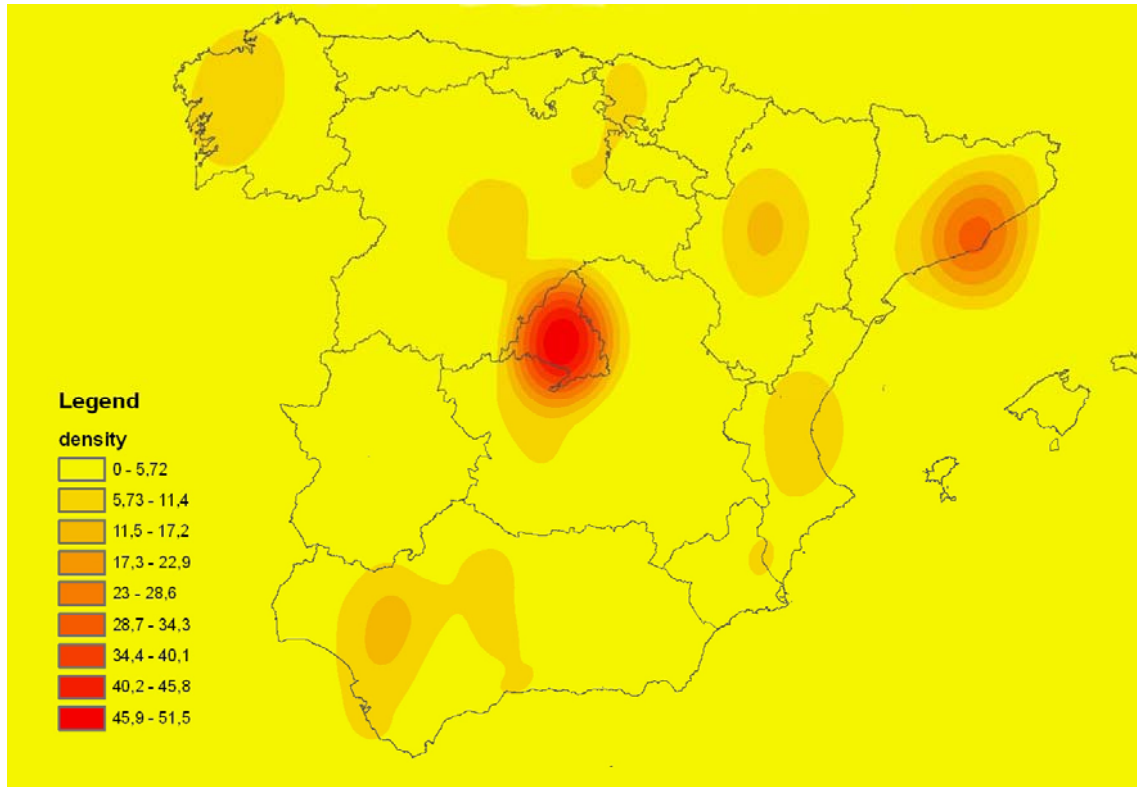 Legend
density
0 - 5,72
5,73 - 11,4
11,5 - 17,2
17,3 - 22,9
23 - 28,6
28,7 - 34,3
34,4 - 40,1
40,2 - 45,8
45,9 - 51,5